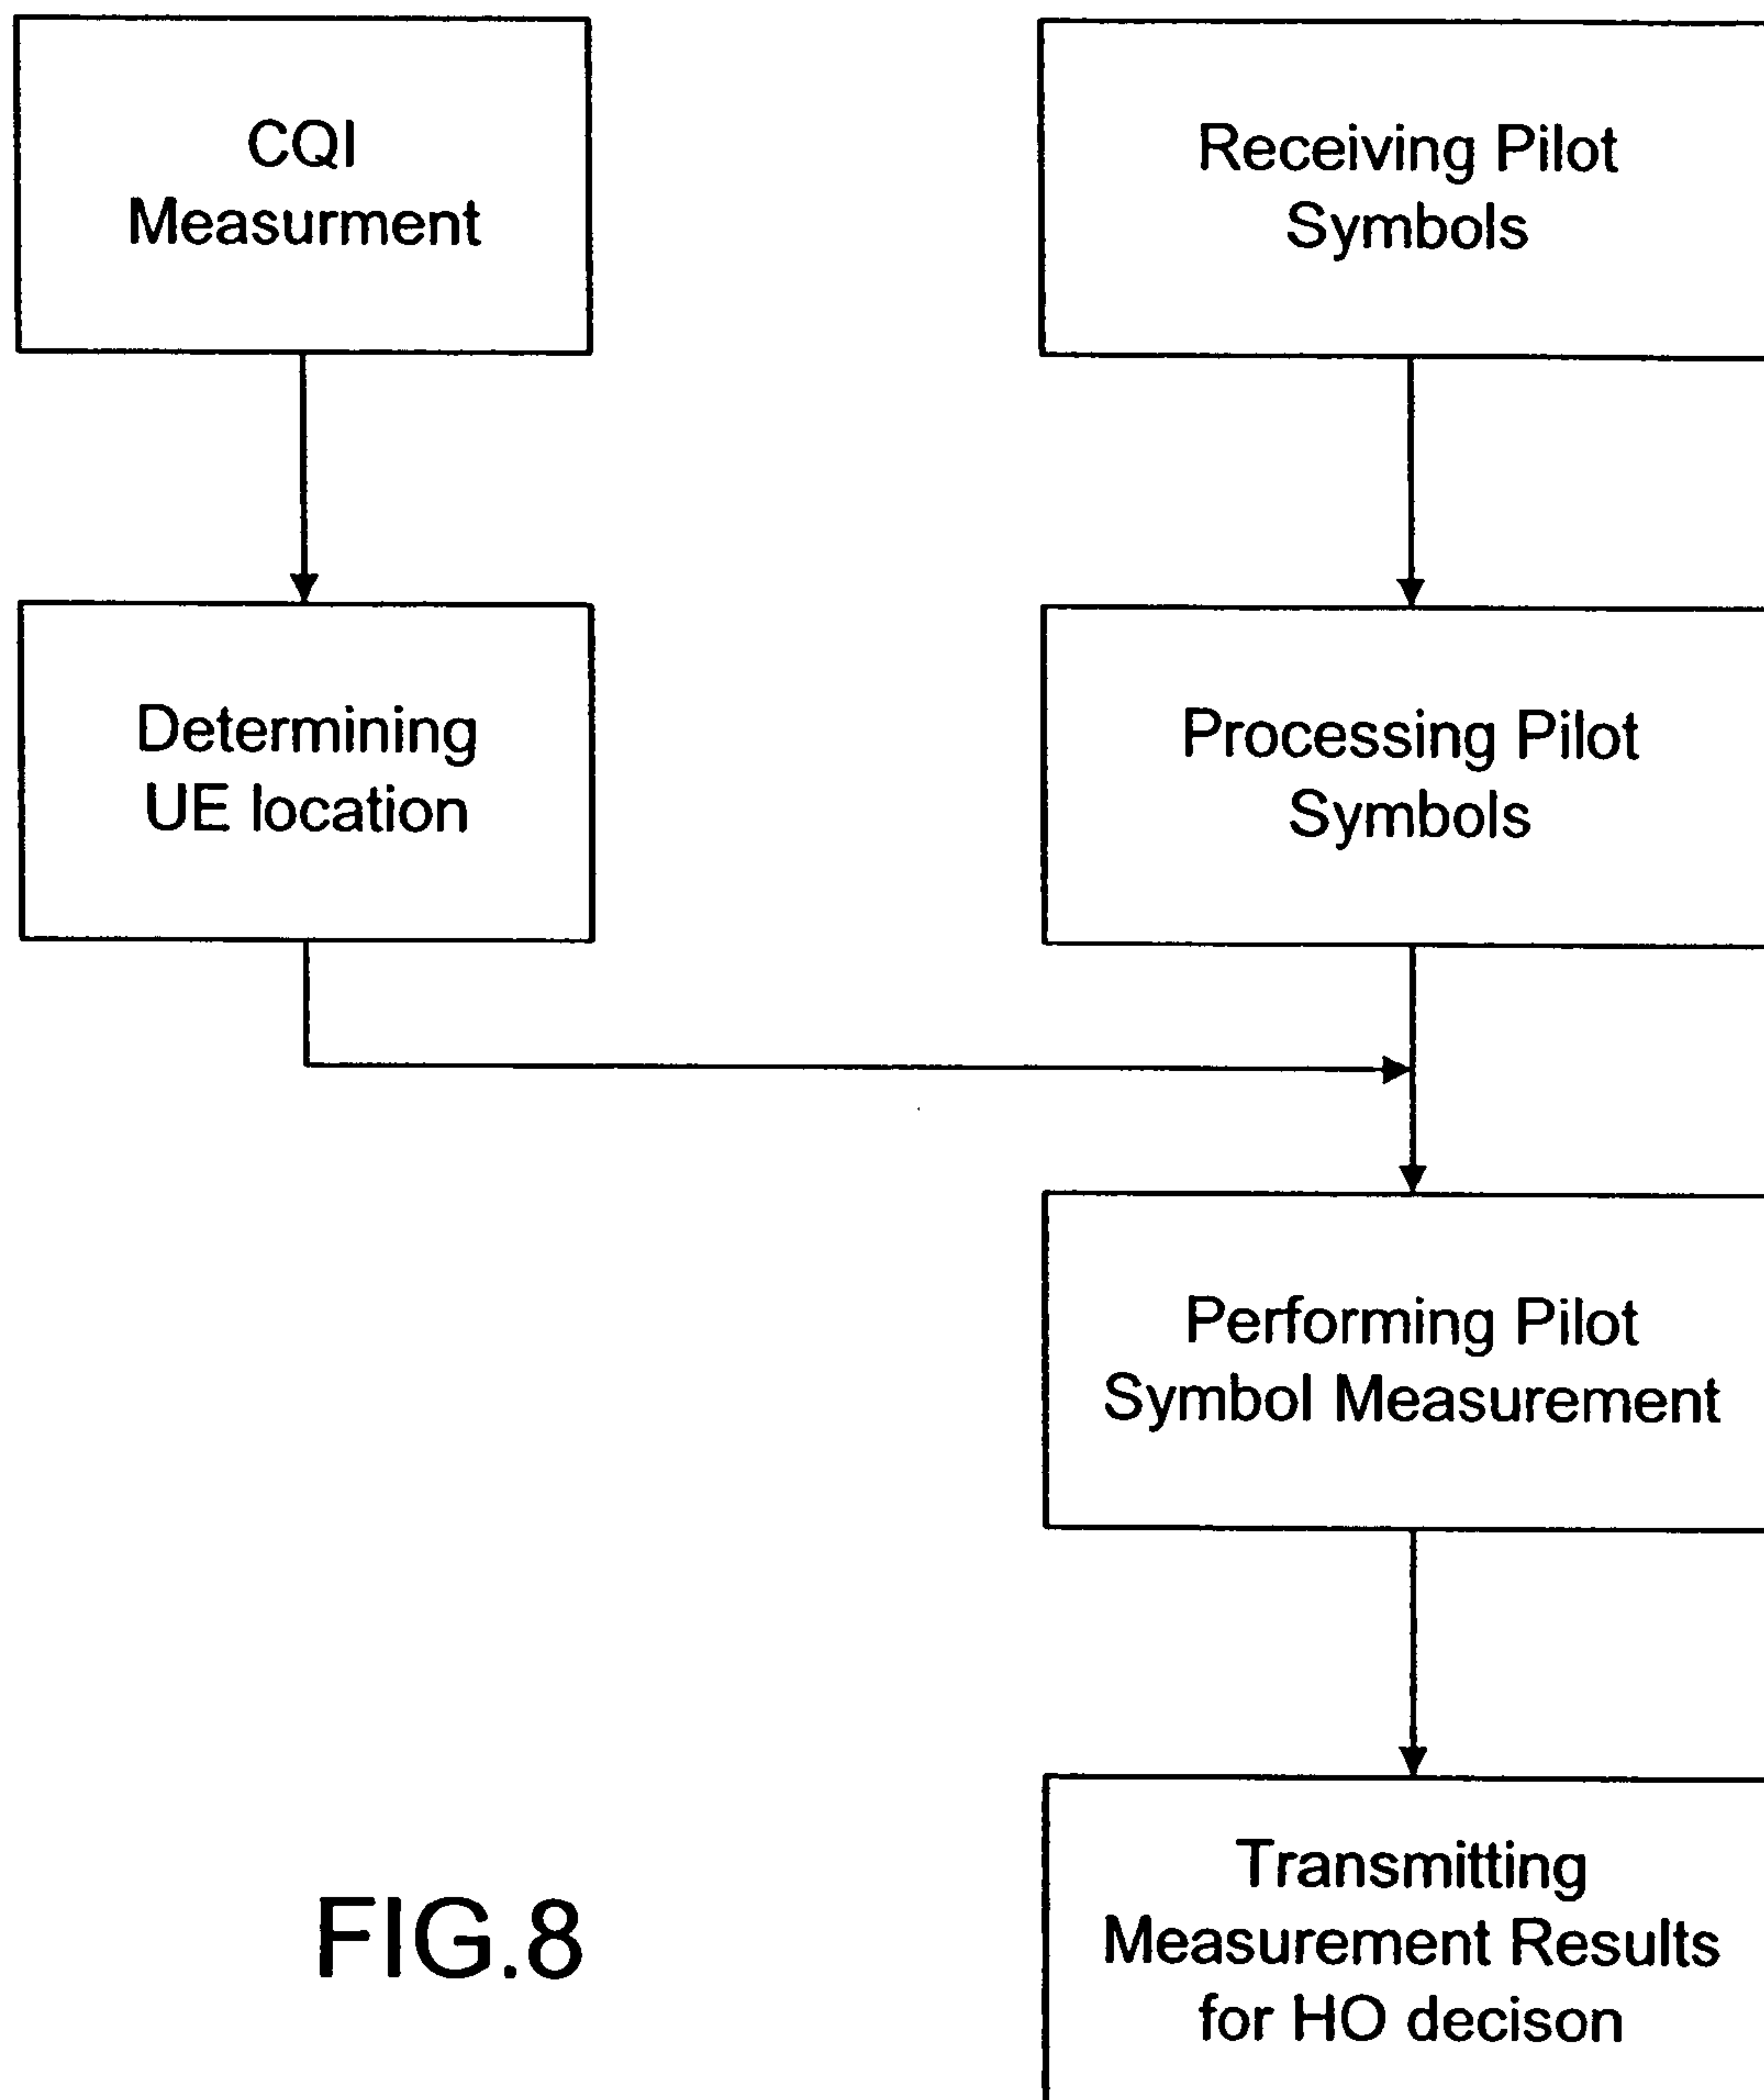 CQI
Measurment
Receiving Pilot
Symbols
Determining
UE location
Processing Pilot
Symbols
Performing Pilot
Symbol Measurement
Transmitting
Measurement Results
for HO decison
FIG.8